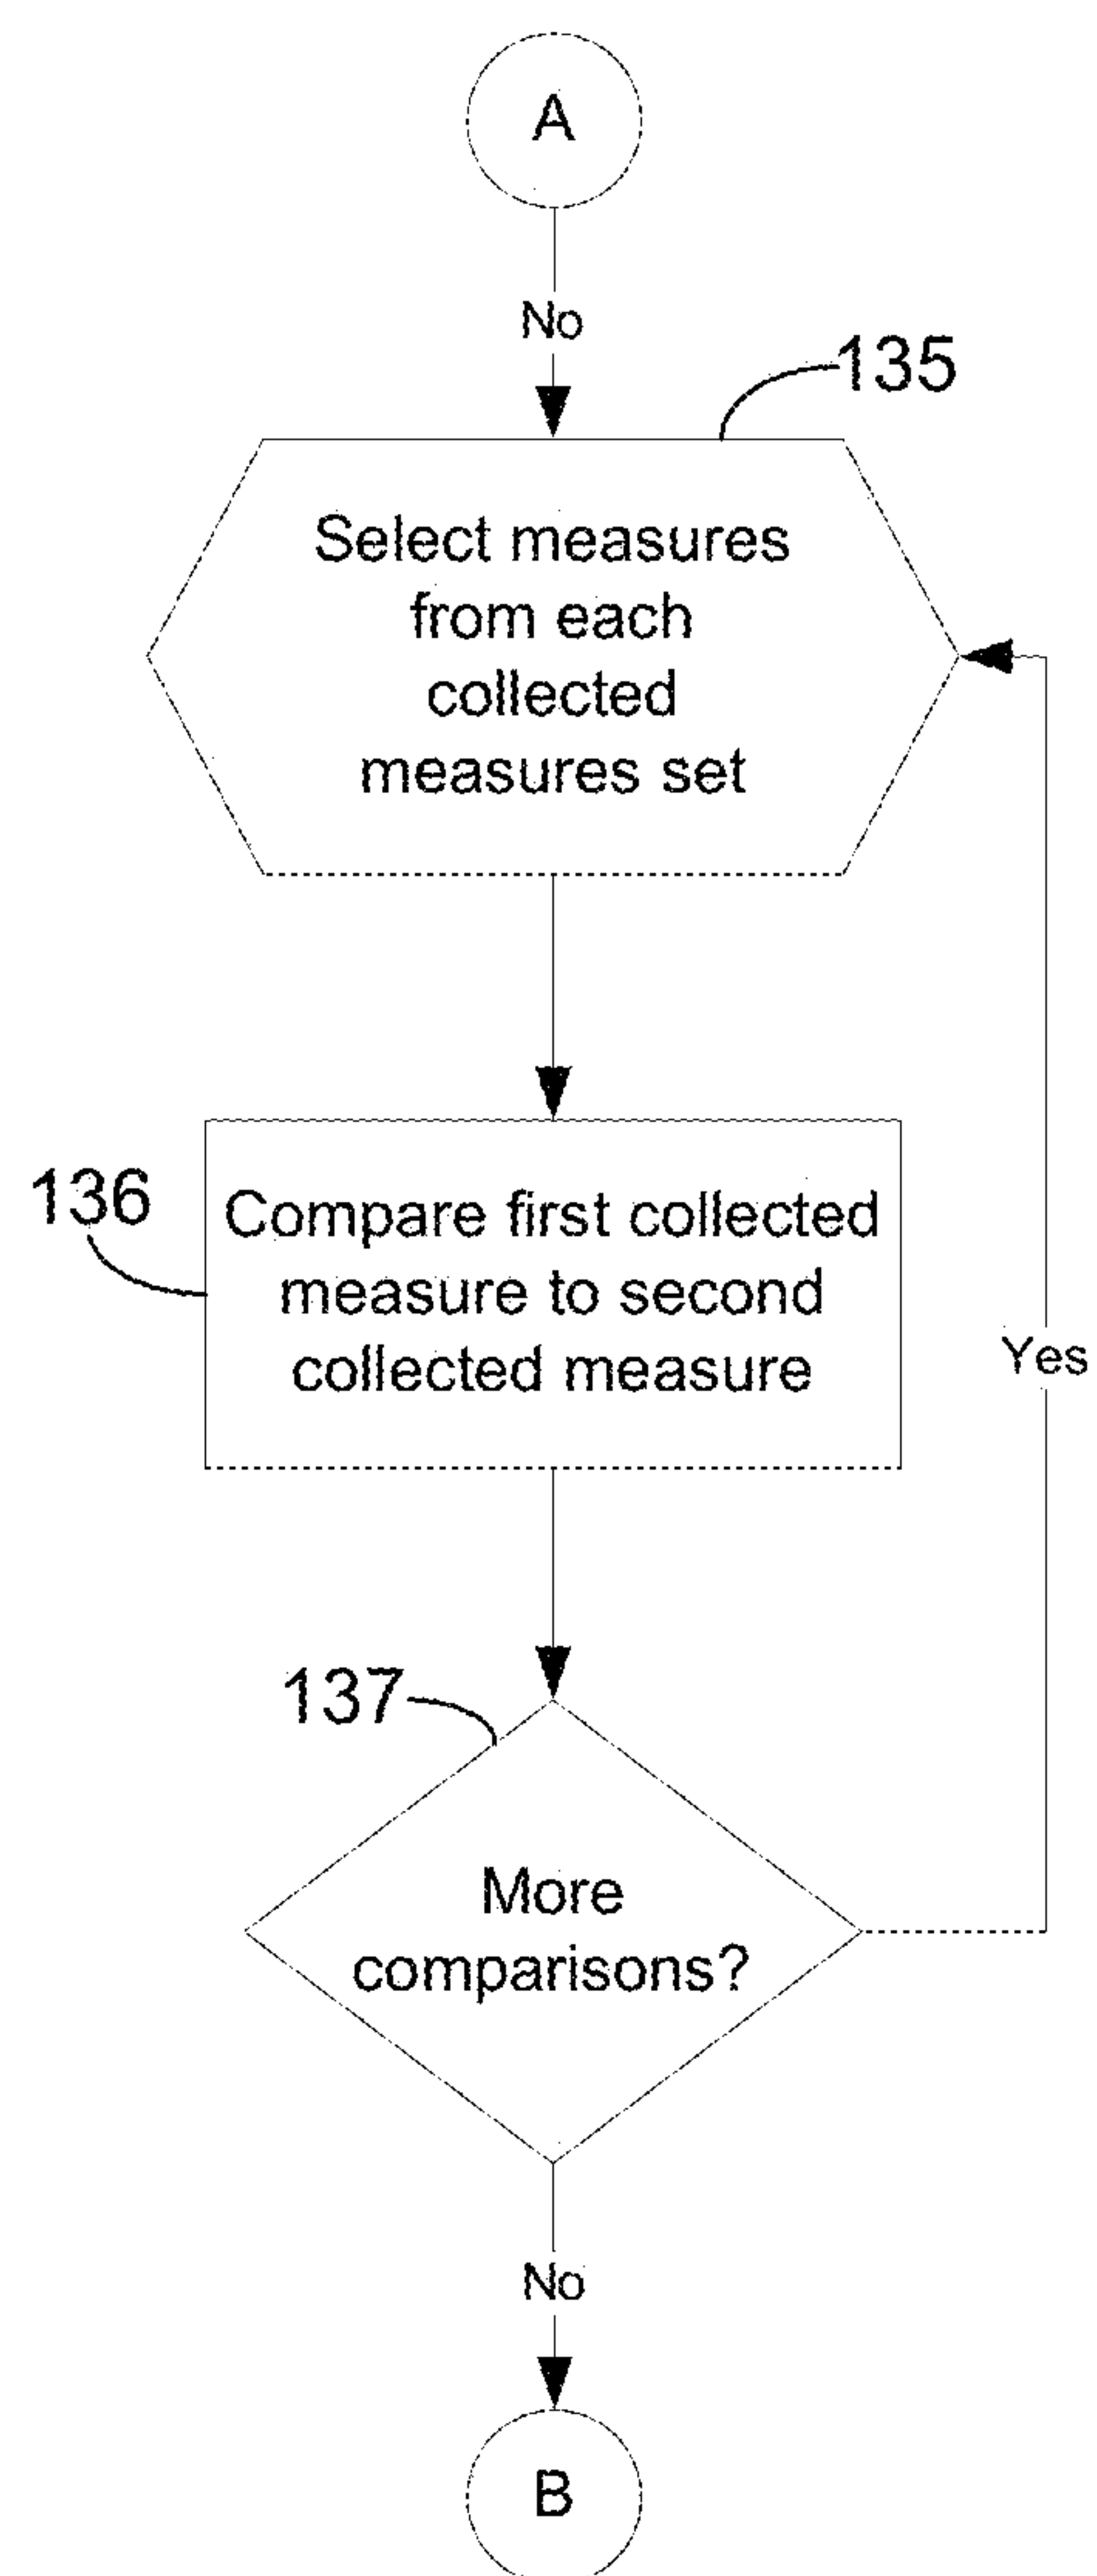 A
No
135
Select measures
from each
collected
measures set
136
Compare first collected
measure to second
collected measure
Yes
137
More
comparisons?
No
B